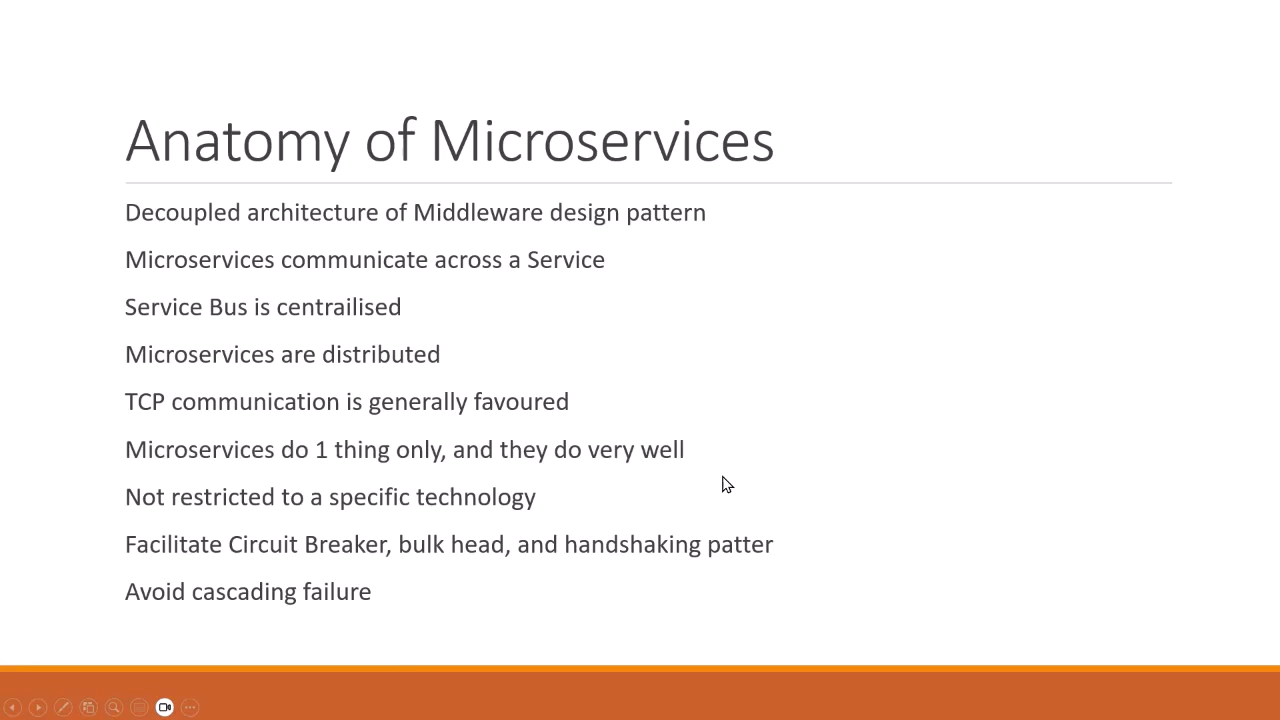 Anatomy of Microservices
Decoupled architecture of Middleware design pattern
Microservices communicate across a Service
Service Bus is centrailised
Microservices are distributed
TCP communication is generally favoured
Microservices do 1 thing only, and they do very well
Not restricted to a specific technology
Facilitate Circuit Breaker, bulk head, and handshaking patter
Avoid cascading failure